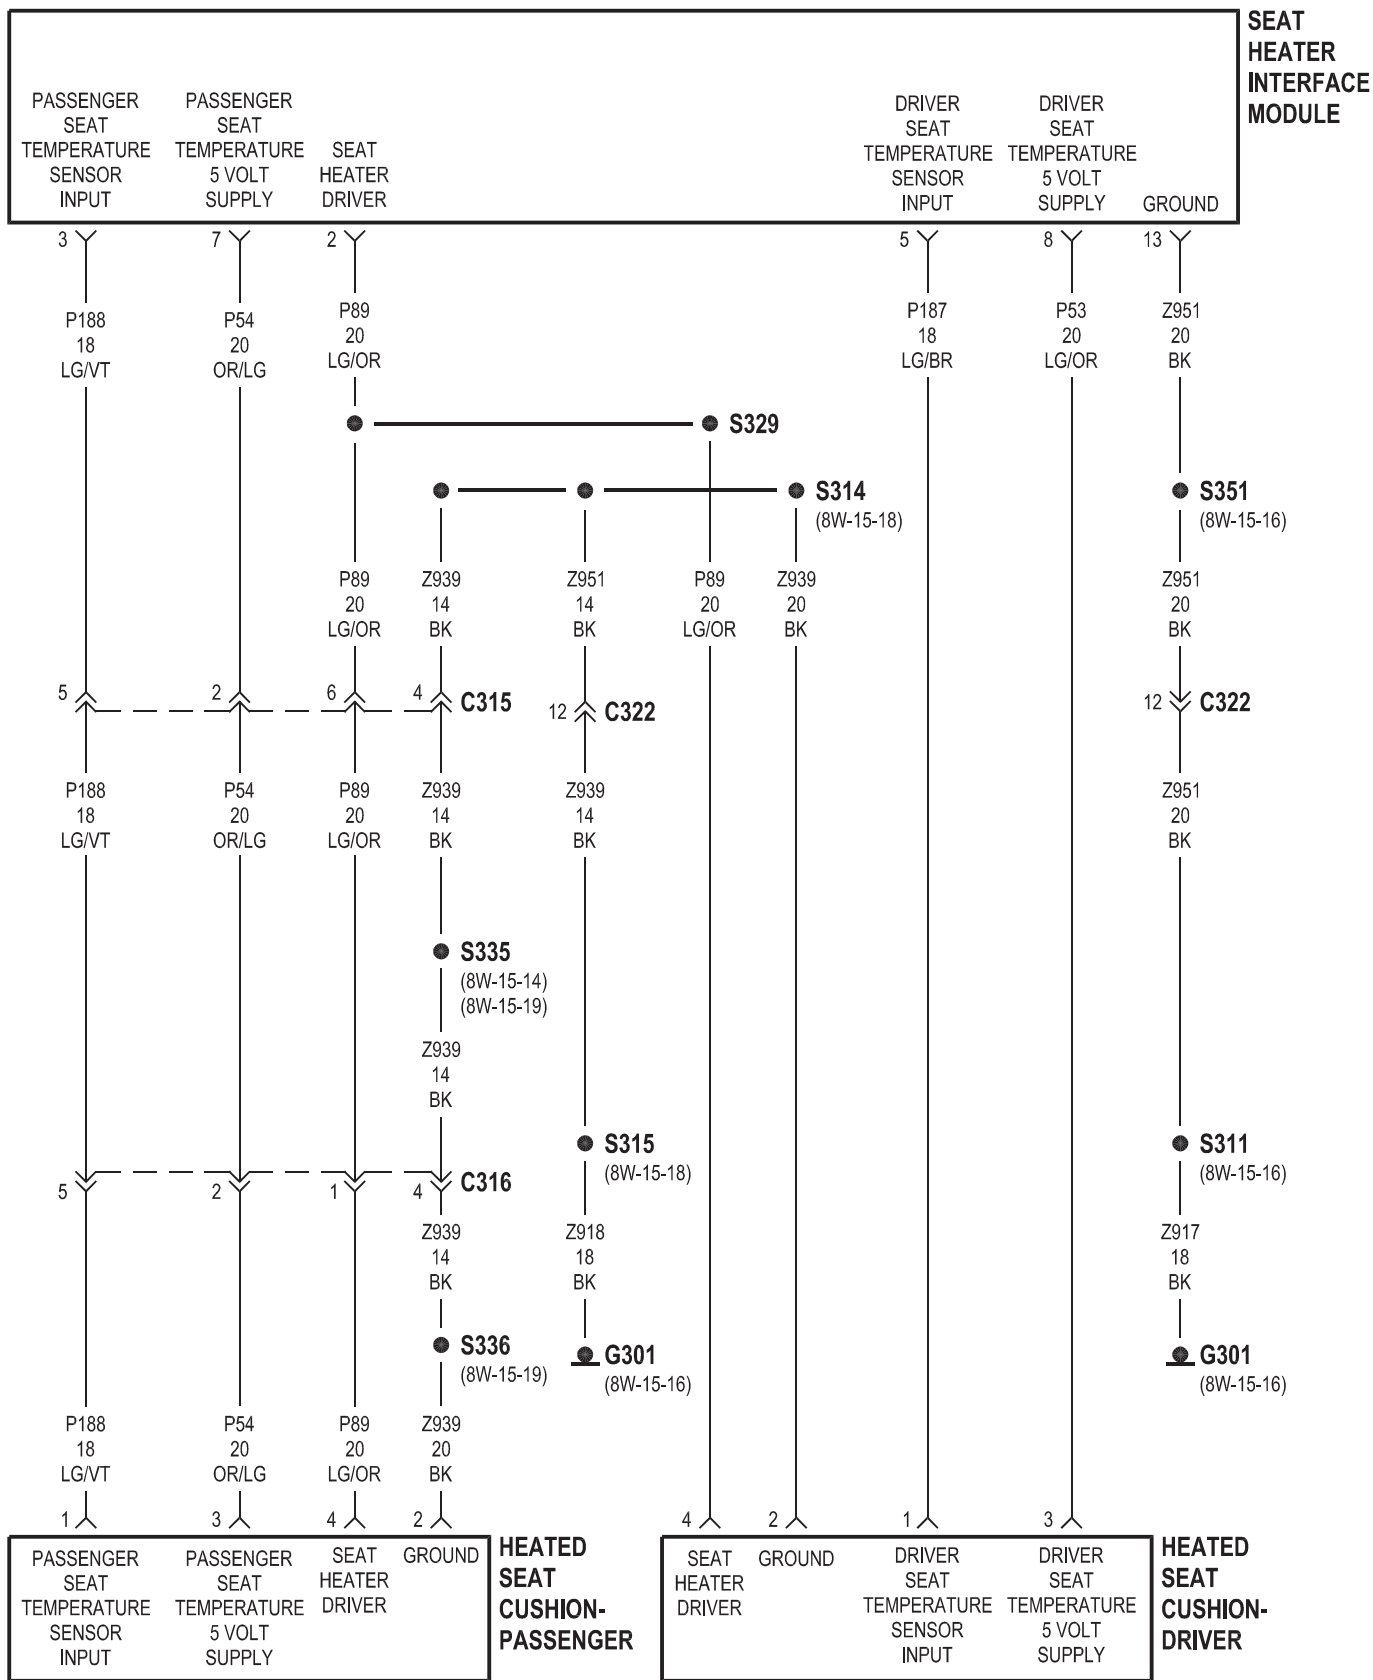 SEAT
HEATER
INTERFACE
MODULE
PASSENGER
SEAT
TEMPERATURE
SENSOR
INPUT
PASSENGER
SEAT
TEMPERATURE
5 VOLT
SUPPLY
SEAT
HEATER
DRIVER
DRIVER
SEAT
TEMPERATURE
SENSOR
INPUT
DRIVER
SEAT
TEMPERATURE
5 VOLT
SUPPLY
GROUND
3 7 2 5 8 13
P188
18
LG/VT
P54
20
OR/LG
P89
20
LG/OR
P187
18
LG/BR
P53
20
LG/OR
Z951
20
BK
S329
S314
(8W-15-18)
S351
(8W-15-16)
P89
20
LG/OR
Z939
14
BK
Z951
14
BK
P89
20
LG/OR
Z939
20
BK
Z951
20
BK
5 2 6 4 C315
12 C322
12 C322
P188
18
LG/VT
P54
20
OR/LG
P89
20
LG/OR
Z939
14
BK
Z939
14
BK
Z951
20
BK
S335
(8W-15-14)
(8W-15-19)
Z939
14
BK
S315
(8W-15-18)
S311
(8W-15-16)
5 2 1 4 C316
Z939
14
BK
Z918
18
BK
Z917
18
BK
S336
(8W-15-19)
G301
(8W-15-16)
G301
(8W-15-16)
P188
18
LG/VT
P54
20
OR/LG
P89
20
LG/OR
Z939
20
BK
1 3 4 2 4 2 1 3
PASSENGER
SEAT
TEMPERATURE
SENSOR
INPUT
PASSENGER
SEAT
TEMPERATURE
5 VOLT
SUPPLY
SEAT
HEATER
DRIVER
GROUND
HEATED
SEAT
CUSHION-
PASSENGER
SEAT
HEATER
DRIVER
GROUND
DRIVER
SEAT
TEMPERATURE
SENSOR
INPUT
DRIVER
SEAT
TEMPERATURE
5 VOLT
SUPPLY
HEATED
SEAT
CUSHION-
DRIVER